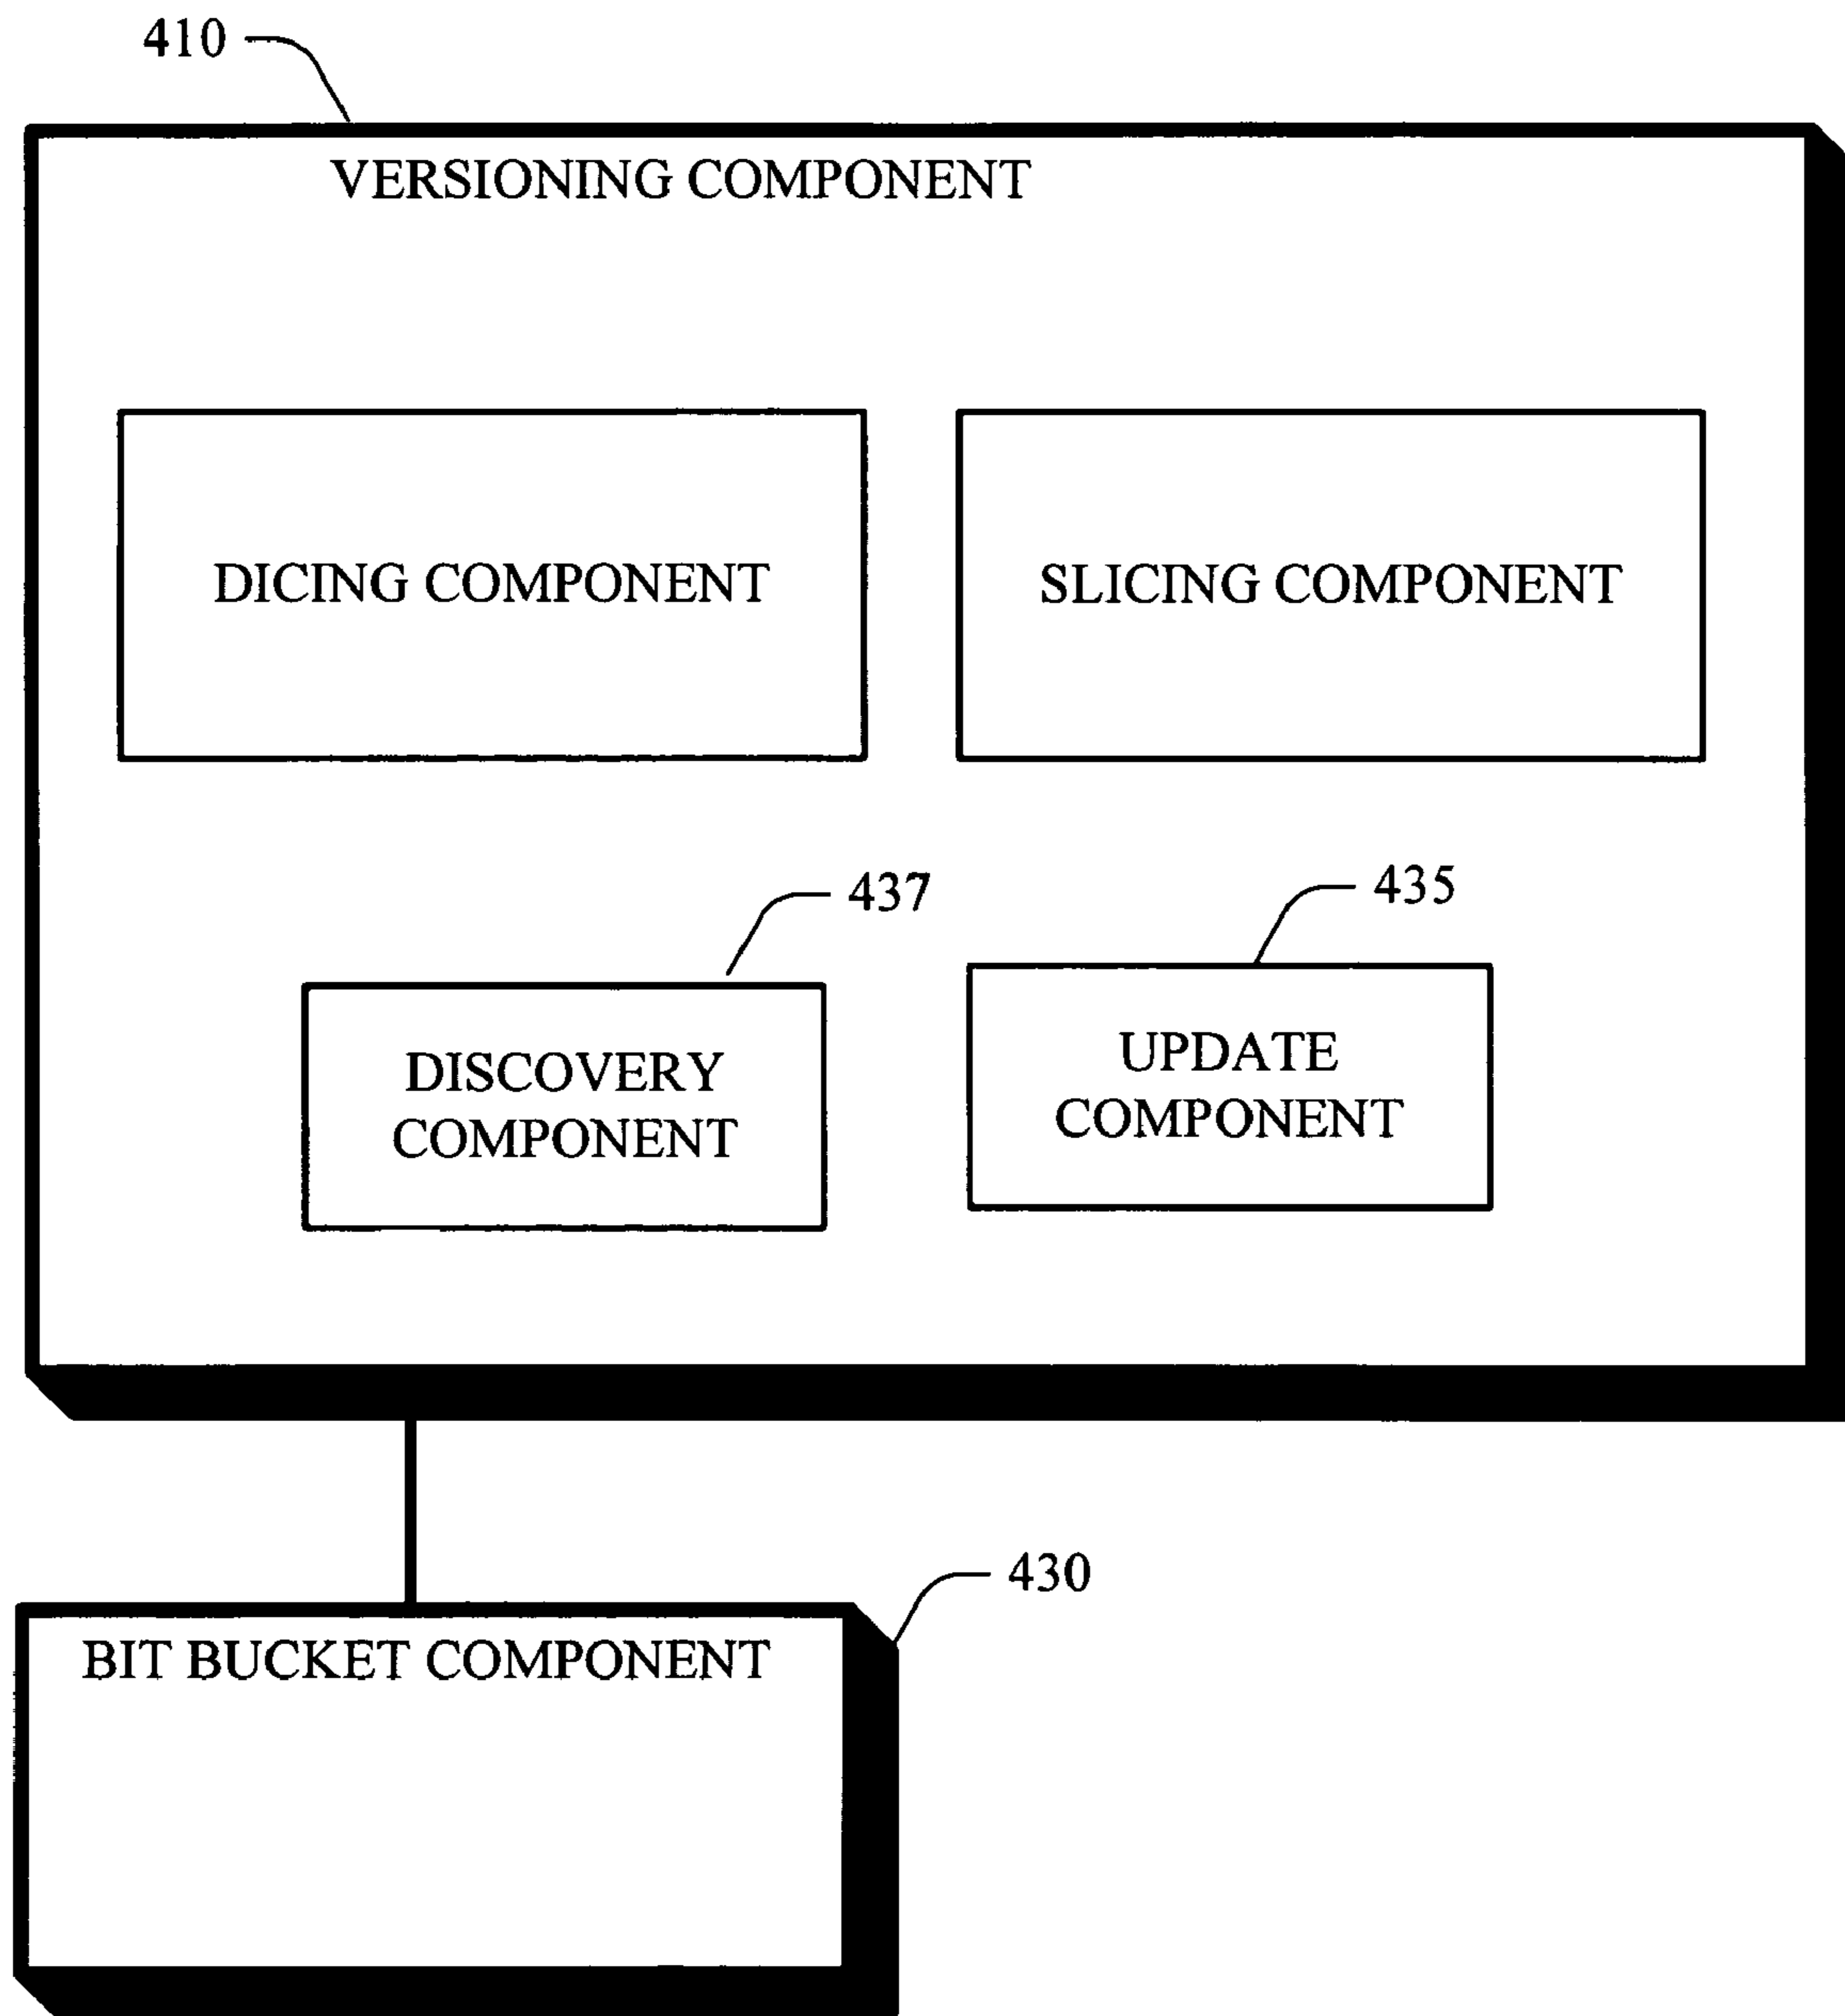 410
VERSIONING COMPONENT
DICING COMPONENT
SLICING COMPONENT
437
435
DISCOVERY
COMPONENT
UPDATE
COMPONENT
430
BIT BUCKET COMPONENT